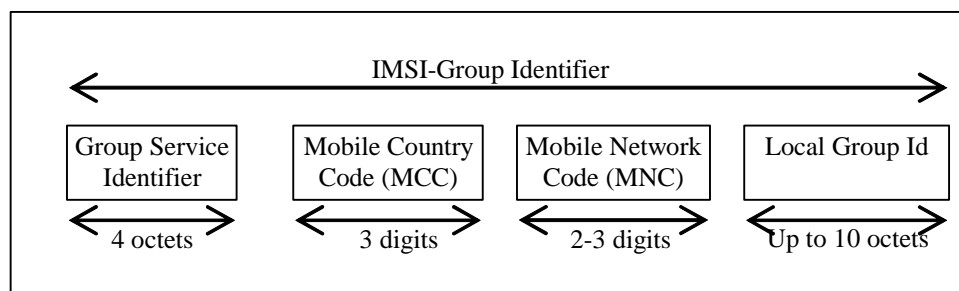 IMSI-Group Identifier
Group Service
Identifier
Mobile Country
Code (MCC)
Mobile Network
Code (MNC)
Local Group Id
4 octets
3 digits
2-3 digits
Up to 10 octets